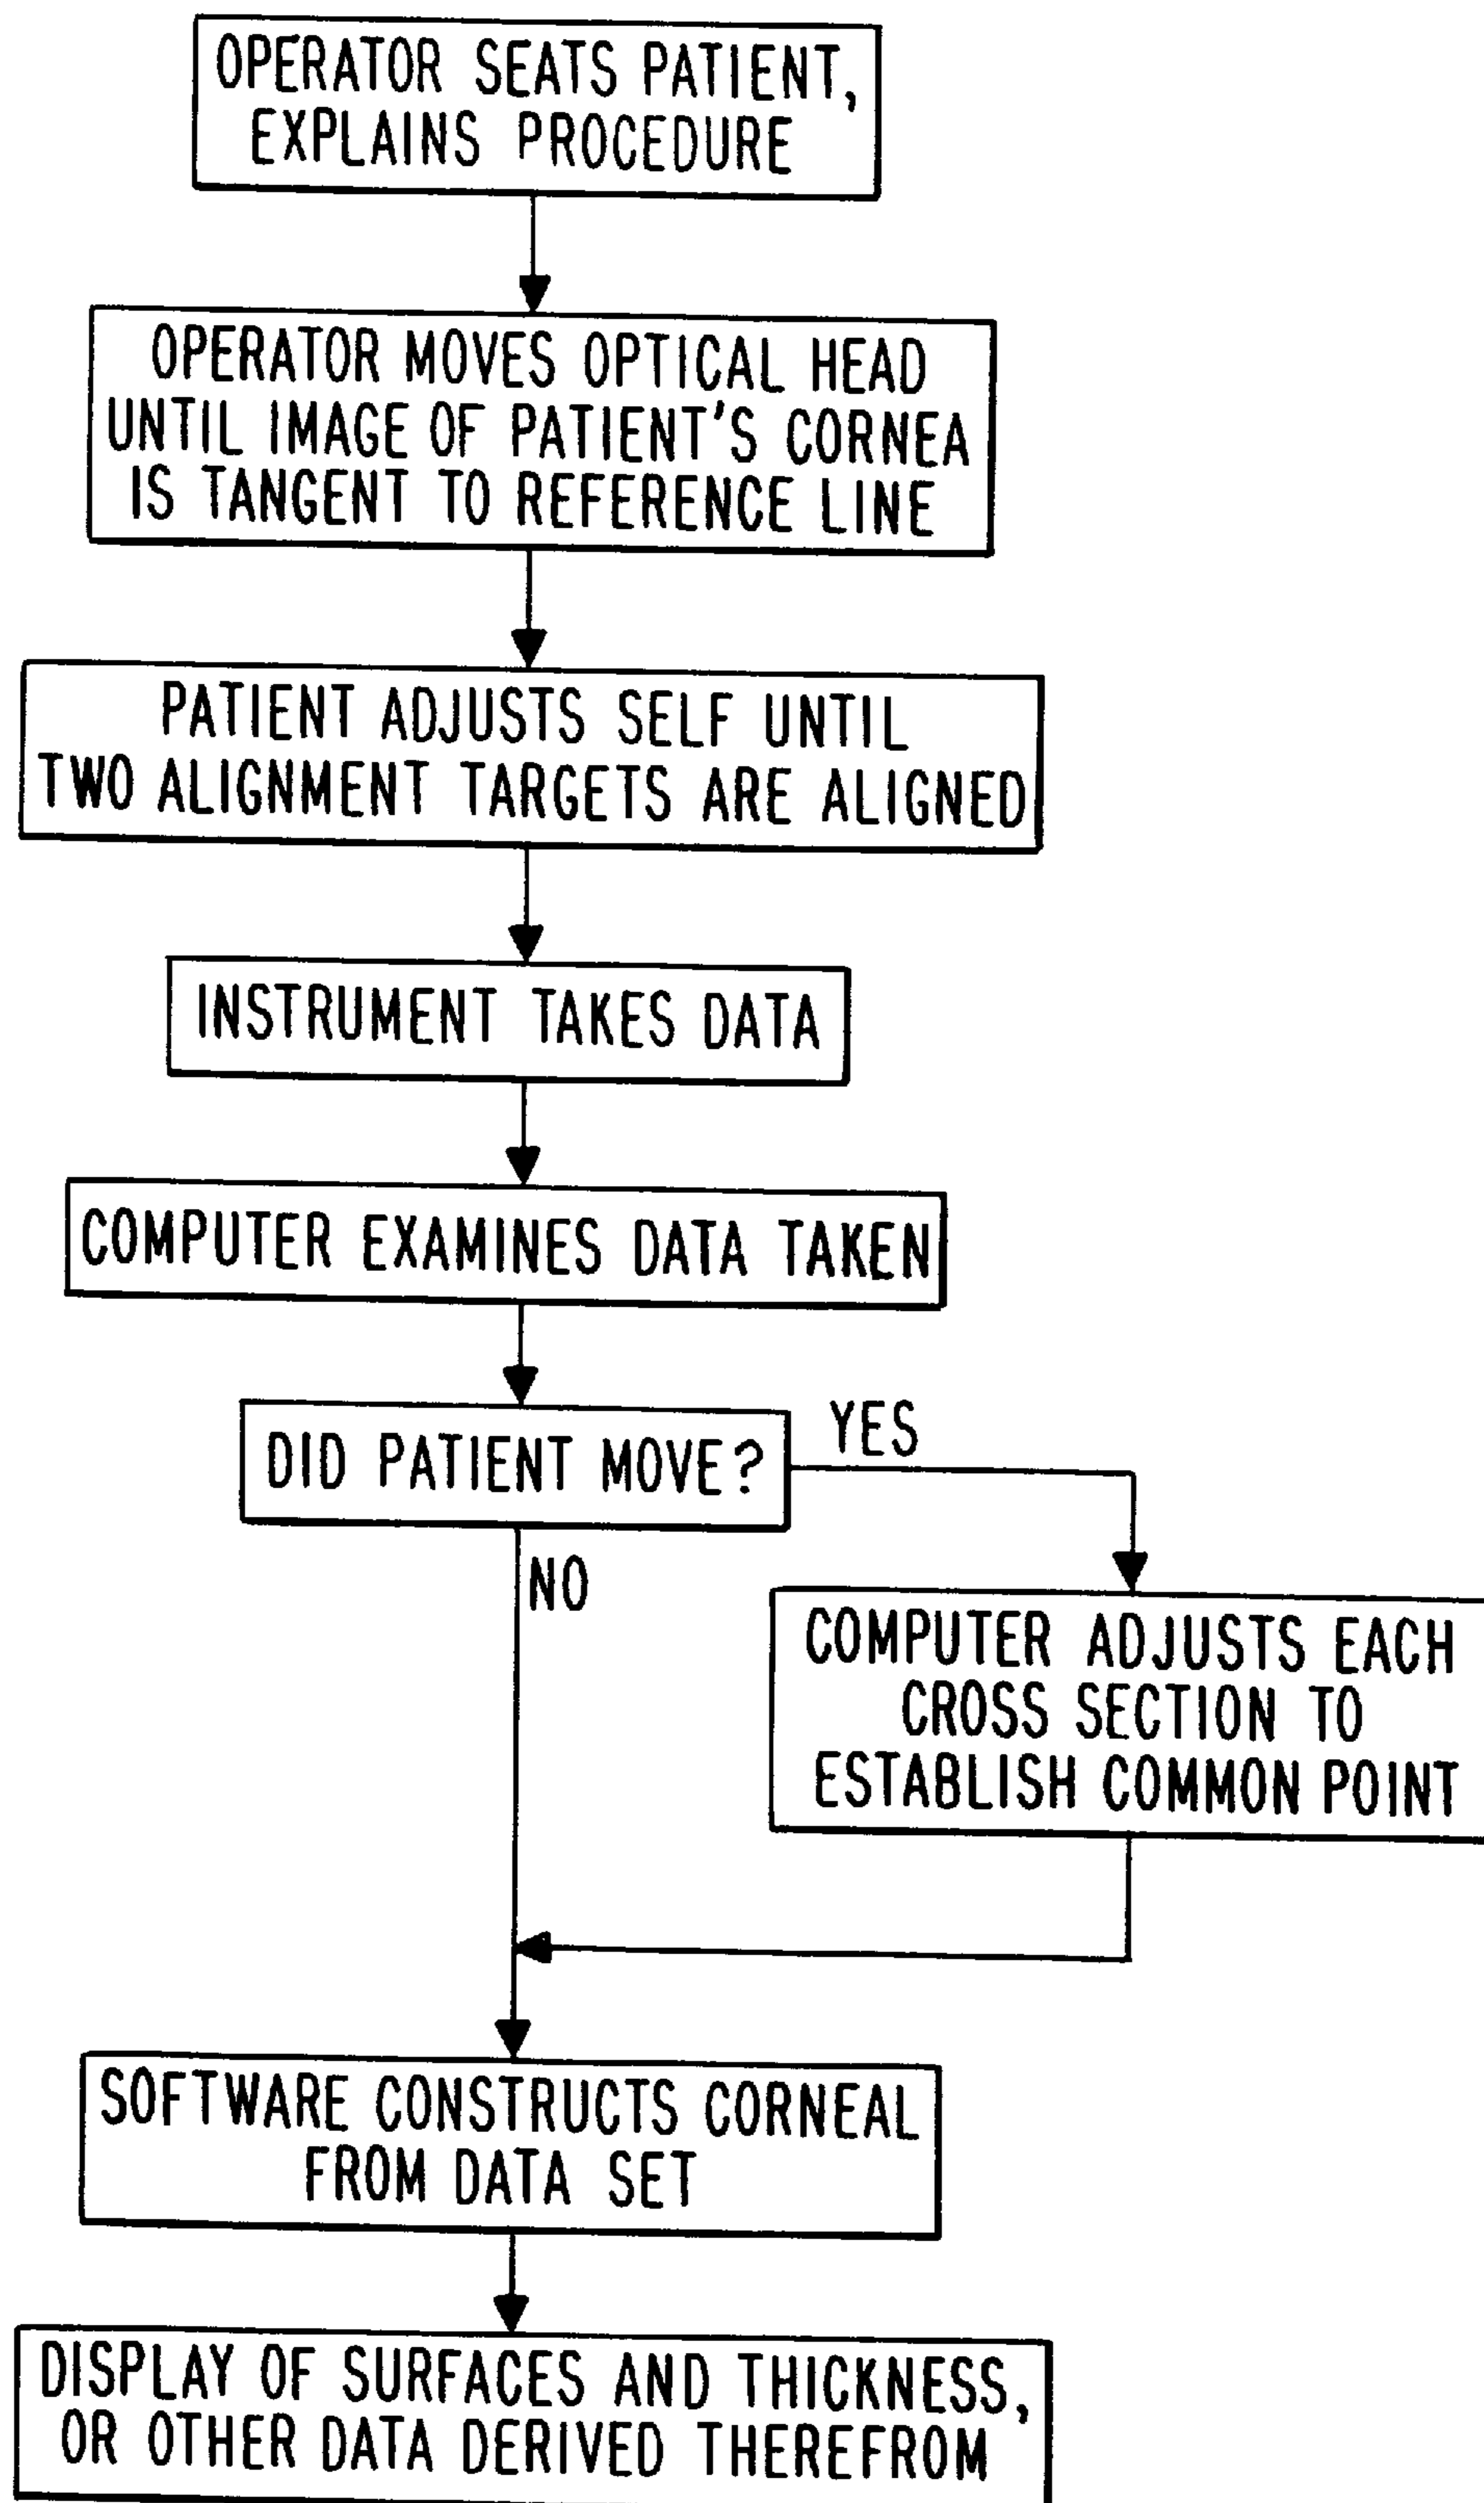 OPERATOR SEATS PATIENT,
EXPLAINS PROCEDURE
OPERATOR MOVES OPTICAL HEAD
UNTIL IMAGE OF PATIENT'S CORNEA
IS TANGENT TO REFERENCE LINE
PATIENT ADJUSTS SELF UNTIL
TWO ALIGNMENT TARGETS ARE ALIGNED
INSTRUMENT TAKES DATA
COMPUTER EXAMINES DATA TAKEN
DID PATIENT MOVE?
YES
NO
COMPUTER ADJUSTS EACH
CROSS SECTION TO
ESTABLISH COMMON POINT
SOFTWARE CONSTRUCTS CORNEAL
FROM DATA SET
DISPLAY OF SURFACES AND THICKNESS,
OR OTHER DATA DERIVED THEREFROM